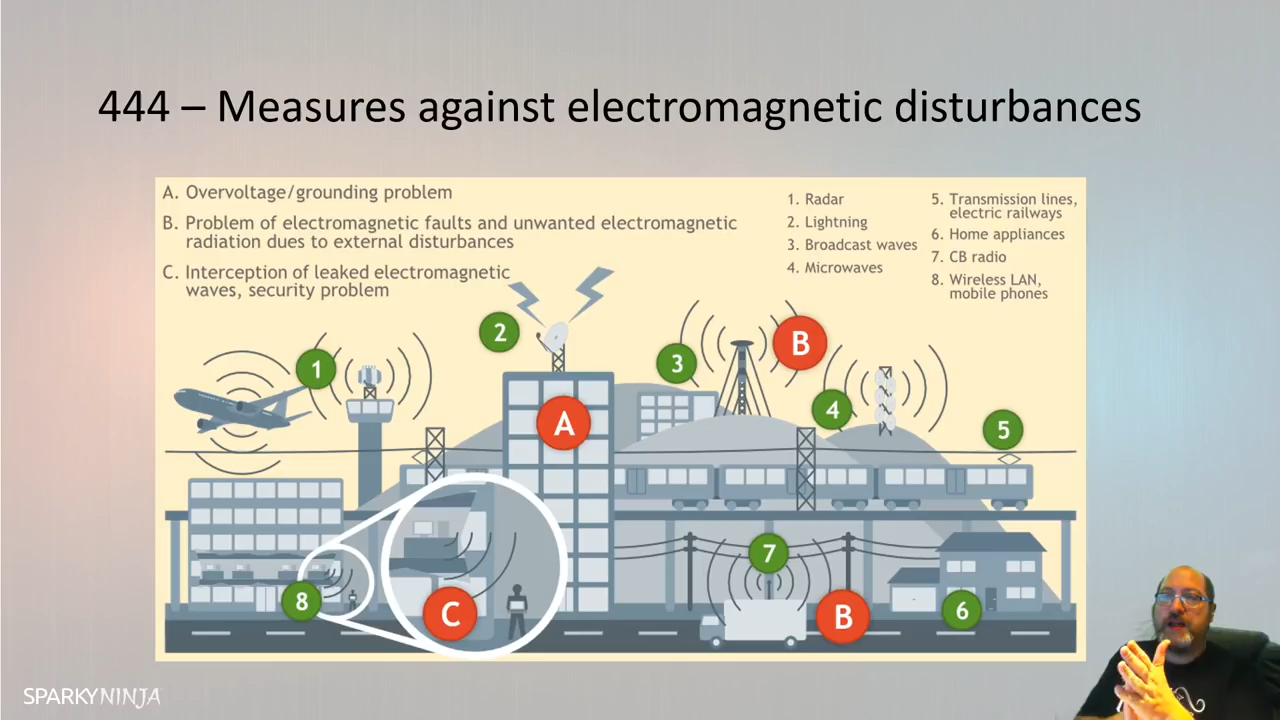 444 – Measures against electromagnetic disturbances
A. Overvoltage/grounding problem
B. Problem of electromagnetic faults and unwanted electromagnetic
radiation dues to external disturbances
C. Interception of leaked electromagnetic
waves, security problem
1. Radar
2. Lightning
3. Broadcast waves
4. Microwaves
5. Transmission lines,
electric railways
6. Home appliances
7. CB radio
8. Wireless LAN,
mobile phones
2
1
3
B
4
A
5
7
8
C
B
6
SPARKYNINJA